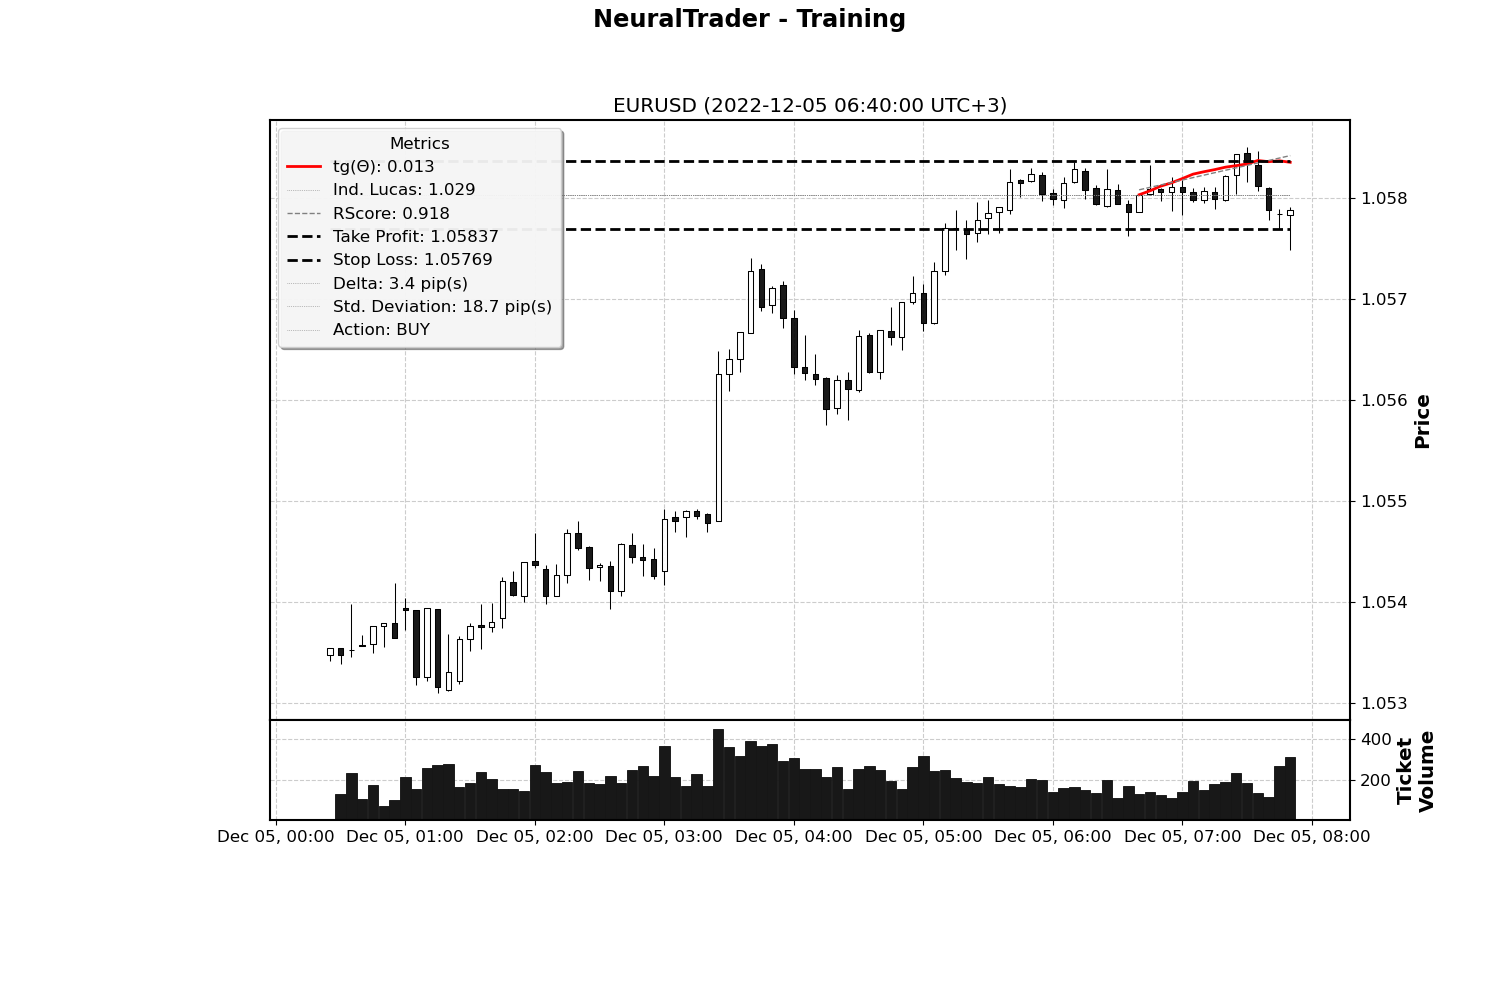 NeuralTrader - Training
EURUSD (2022-12-05 06:40:00 UTC+3)
Metrics
tg(Θ): 0.013
Ind. Lucas: 1.029
RScore: 0.918
Take Profit: 1.05837
Stop Loss: 1.05769
Delta: 3.4 pip(s)
Std. Deviation: 18.7 pip(s)
Action: BUY
1.058
1.057
1.056
1.055
1.054
1.053
Price
400
200
Ticket
Volume
Dec 05, 00:00
Dec 05, 01:00
Dec 05, 02:00
Dec 05, 03:00
Dec 05, 04:00
Dec 05, 05:00
Dec 05, 06:00
Dec 05, 07:00
Dec 05, 08:00